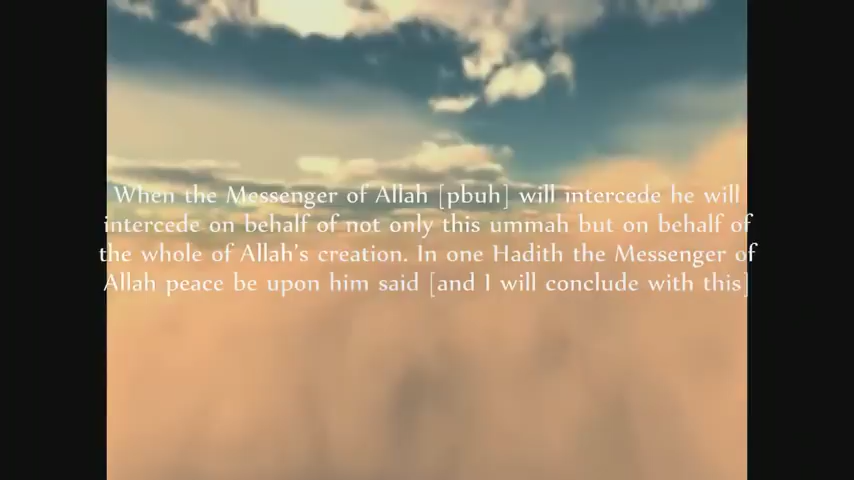 When the Messenger of Allah [pbuh] will intercede he will
intercede on behalf of not only this ummah but on behalf of
the whole of Allah's creation. In one Hadith the Messenger of
Allah peace be upon him said [and I will conclude with this]